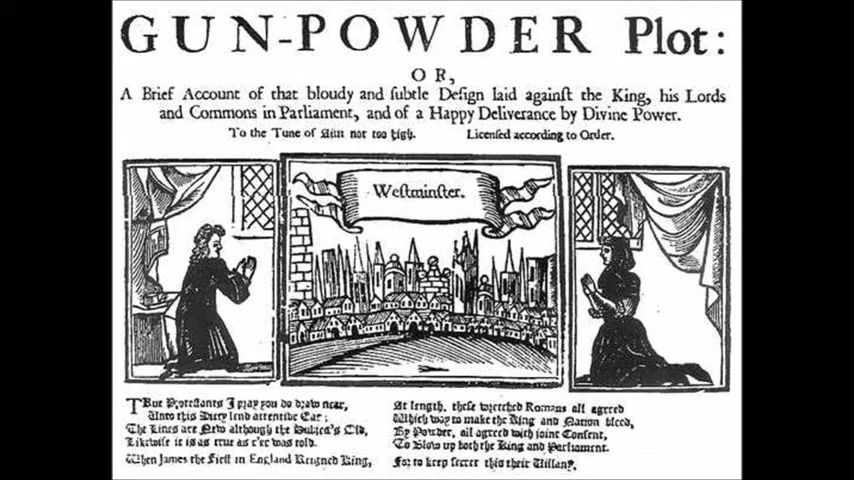 GUN-POWDER Plot:
OR,
A Brief Account of that bloudy and ſubtle Deſign laid againſt the King, his Lords
and Commons in Parliament, and of a Happy Deliverance by Divine Power.
To the Tune of Aim not too high. Licenſed according to Order.
Weſtminſter.
TRue Proteſtants I pray you do draw near,
Unto this Ditty lend attentive Ear;
The Lines are New although the Subject's Old,
Likewiſe it is as true as e'er was told.
When James the Firſt in England Reigned King,
At length, theſe wretched Romans all agreed
Which way to make the King and Nation bleed,
By Powder, all agreed with joint Conſent,
To Blow up both the King and Parliament.
For to keep ſecret this their Villany,